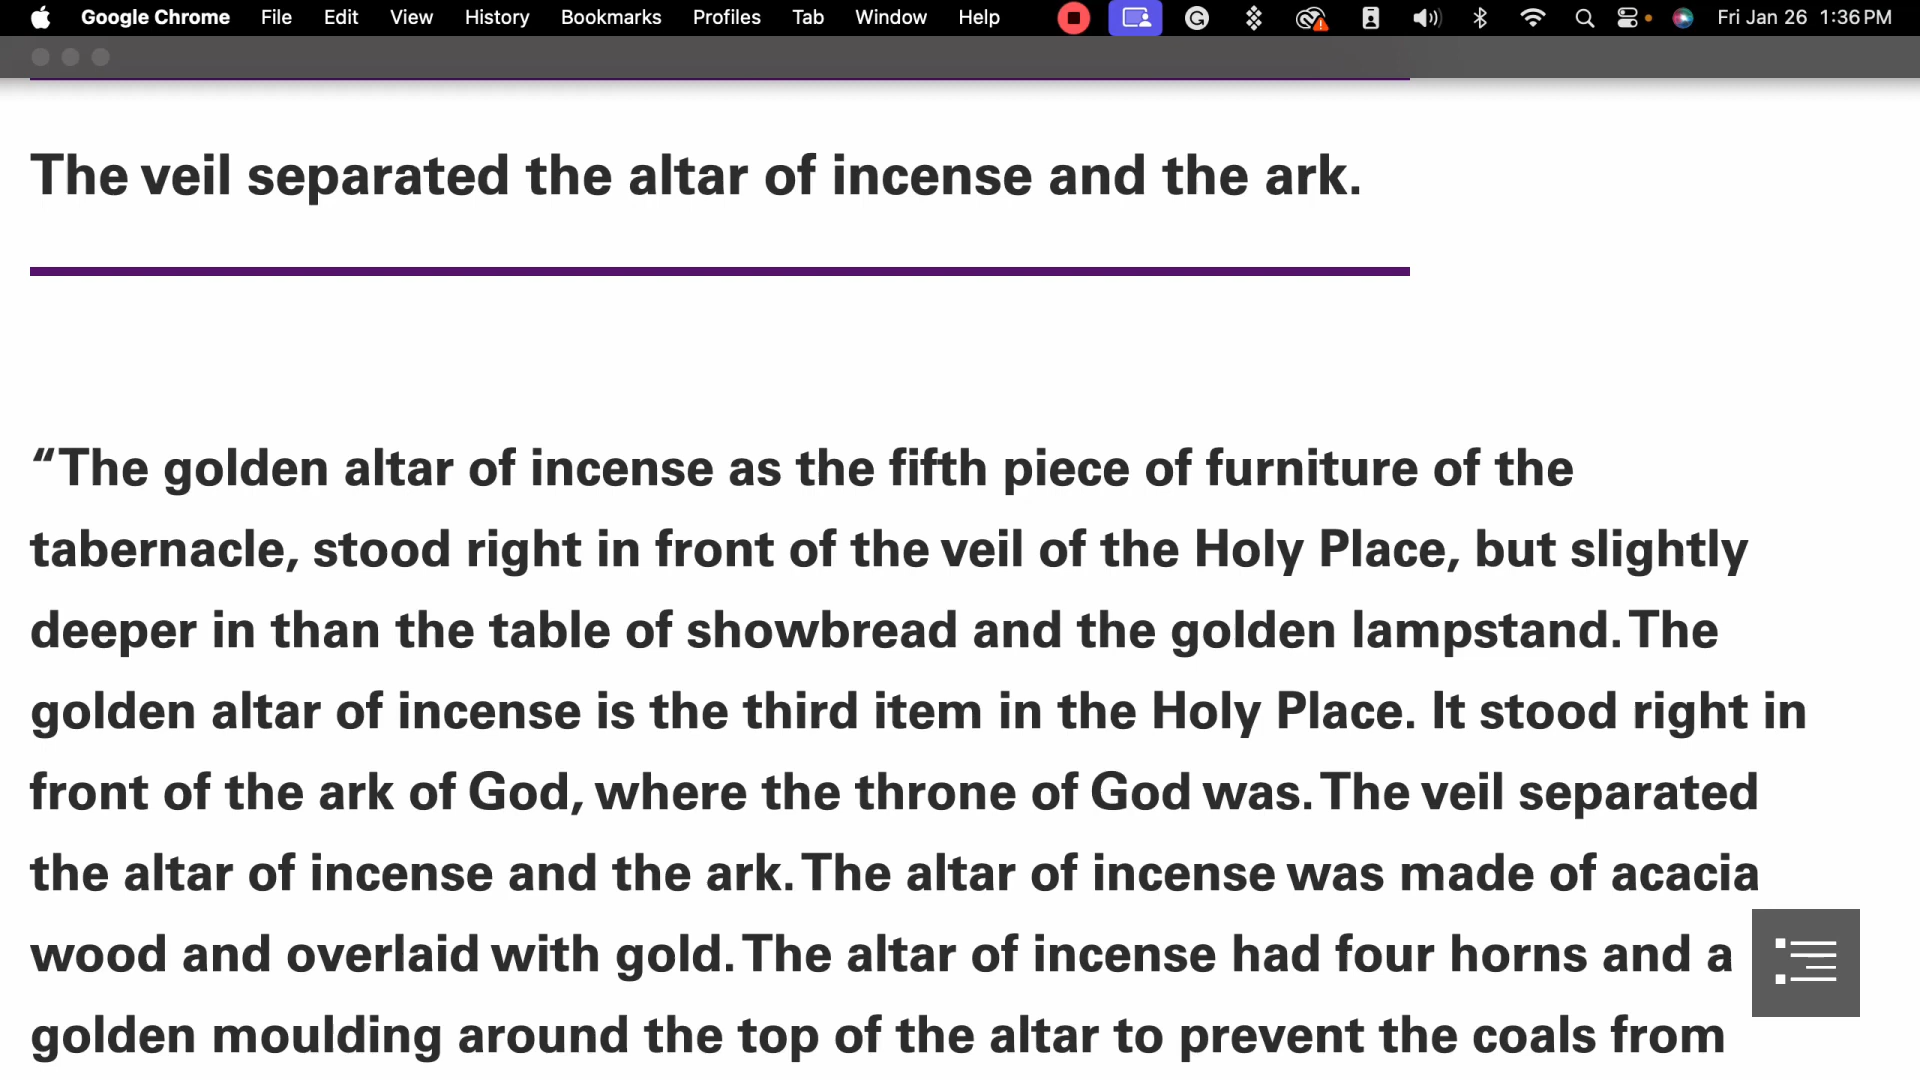 Google Chrome File Edit View History Bookmarks Profiles Tab Window Help Fri Jan 26 1:36 PM
The veil separated the altar of incense and the ark.
“The golden altar of incense as the fifth piece of furniture of the
tabernacle, stood right in front of the veil of the Holy Place, but slightly
deeper in than the table of showbread and the golden lampstand. The
golden altar of incense is the third item in the Holy Place. It stood right in
front of the ark of God, where the throne of God was. The veil separated
the altar of incense and the ark. The altar of incense was made of acacia
wood and overlaid with gold. The altar of incense had four horns and a
golden moulding around the top of the altar to prevent the coals from